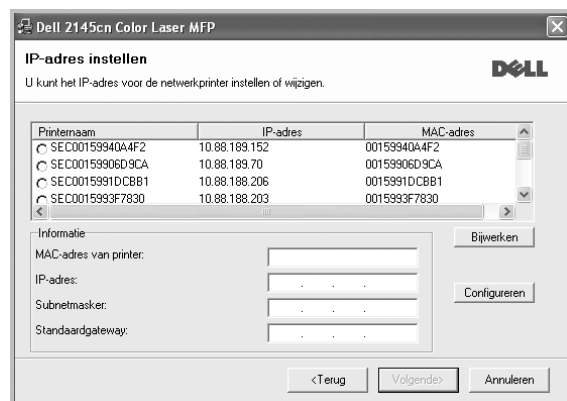 Dell 2145cn Color Laser MFP
IP-adres instellen
U kunt het IP-adres voor de netwerkprinter instellen of wijzigen.
DELL
Printernaam IP-adres MAC-adres
SEC00159940A4F2 10.88.189.152 00159940A4F2
SEC00159906D9CA 10.88.189.70 00159906D9CA
SEC0015991DCBB1 10.88.188.206 0015991DCBB1
SEC0015993F7830 10.88.188.203 0015993F7830
Informatie
Bijwerken
MAC-adres van printer:
IP-adres:
Configureren
Subnetmasker:
Standaardgateway:
<Terug Volgende> Annuleren